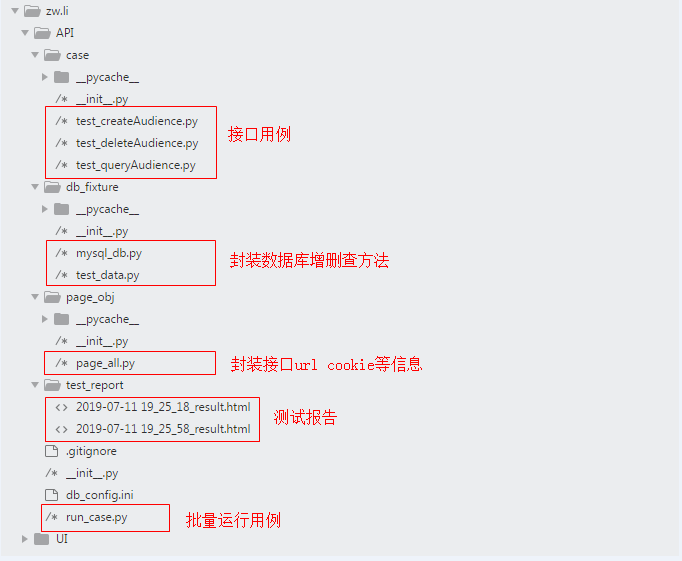 zw.li
API
case
__pycache__
/* __init__.py
/* test_createAudience.py
/* test_deleteAudience.py
接口用例
/* test_queryAudience.py
db_fixture
__pycache__
/* __init__.py
/* mysql_db.py
封装数据库增删查方法
/* test_data.py
page_obj
__pycache__
/* __init__.py
/* page_all.py
封装接口url cookie等信息
test_report
<> 2019-07-11 19_25_18_result.html
测试报告
<> 2019-07-11 19_25_58_result.html
.gitignore
/* __init__.py
db_config.ini
/* run_case.py
批量运行用例
UI